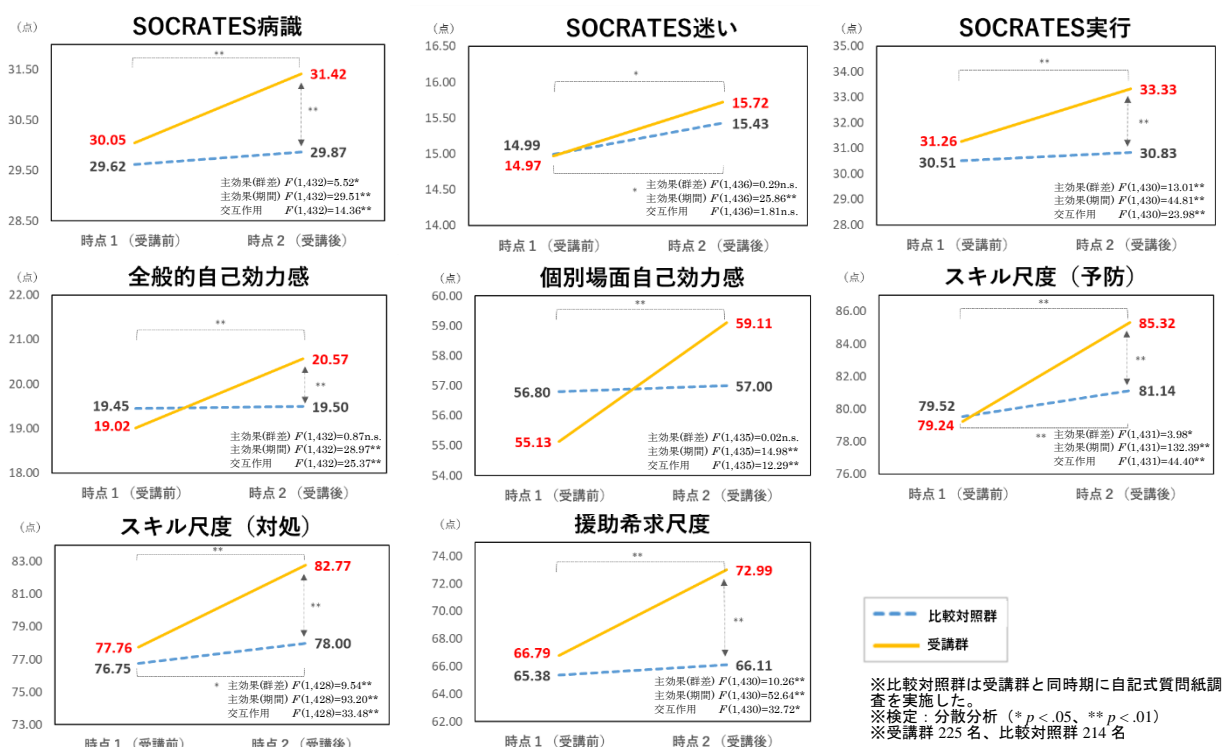 SOCRATES病識
(点)
31.50
30.50
29.50
28.50
**
31.42
**
30.05
29.62
29.87
主効果(群差) F(1,432)=5.52*
主効果(期間) F(1,432)=29.51**
交互作用 F(1,432)=14.36**
時点1(受講前) 時点2(受講後)
SOCRATES迷い
(点)
16.50
16.00
15.50
15.00
14.50
14.00
*
15.72
15.43
14.99
14.97
*
主効果(群差) F(1,436)=0.29n.s.
主効果(期間) F(1,436)=25.86**
交互作用 F(1,436)=1.81n.s.
時点1(受講前) 時点2(受講後)
SOCRATES実行
(点)
35.00
34.00
33.00
32.00
31.00
30.00
29.00
28.00
**
33.33
**
31.26
30.51
30.83
主効果(群差) F(1,430)=13.01**
主効果(期間) F(1,430)=44.81**
交互作用 F(1,430)=23.98**
時点1(受講前) 時点2(受講後)
全般的自己効力感
(点)
22.00
21.00
20.00
19.00
18.00
**
20.57
**
19.45
19.50
19.02
主効果(群差) F(1,432)=0.87n.s.
主効果(期間) F(1,432)=28.97**
交互作用 F(1,432)=25.37**
時点1(受講前) 時点2(受講後)
個別場面自己効力感
(点)
60.00
59.00
58.00
57.00
56.00
55.00
54.00
**
59.11
56.80
57.00
55.13
主効果(群差) F(1,435)=0.02n.s.
主効果(期間) F(1,435)=14.98**
交互作用 F(1,435)=12.29**
時点1(受講前) 時点2(受講後)
スキル尺度(予防)
(点)
86.00
84.00
82.00
80.00
78.00
76.00
**
85.32
**
81.14
79.52
79.24
**
主効果(群差) F(1,431)=3.98*
主効果(期間) F(1,431)=132.39**
交互作用 F(1,431)=44.40**
時点1(受講前) 時点2(受講後)
スキル尺度(対処)
(点)
83.00
81.00
79.00
77.00
75.00
73.00
**
82.77
**
77.76
76.75
78.00
*
主効果(群差) F(1,428)=9.54**
主効果(期間) F(1,428)=93.20**
交互作用 F(1,428)=33.48**
時点1(受講前) 時点2(受講後)
援助希求尺度
(点)
74.00
72.00
70.00
68.00
66.00
64.00
62.00
**
72.99
**
66.79
65.38
66.11
主効果(群差) F(1,430)=10.26**
主効果(期間) F(1,430)=52.64**
交互作用 F(1,430)=32.72*
時点1(受講前) 時点2(受講後)
比較対照群
受講群
※比較対照群は受講群と同時期に自記式質問紙調
査を実施した。
※検定:分散分析(* p < .05、** p < .01)
※受講群 225 名、比較対照群 214 名